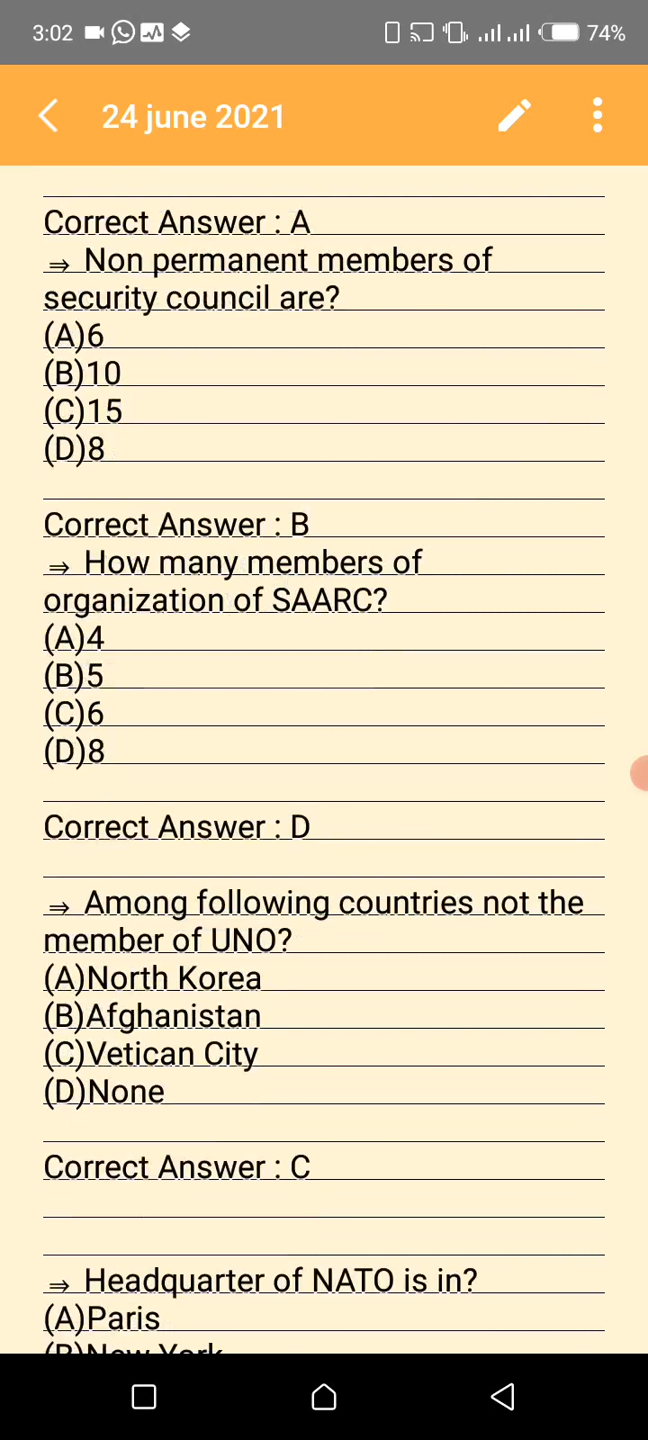 3:02
74%
24 june 2021
Correct Answer : A
⇒ Non permanent members of
security council are?
(A)6
(B)10
(C)15
(D)8
Correct Answer : B
⇒ How many members of
organization of SAARC?
(A)4
(B)5
(C)6
(D)8
Correct Answer : D
⇒ Among following countries not the
member of UNO?
(A)North Korea
(B)Afghanistan
(C)Vetican City
(D)None
Correct Answer : C
⇒ Headquarter of NATO is in?
(A)Paris
(B)New York